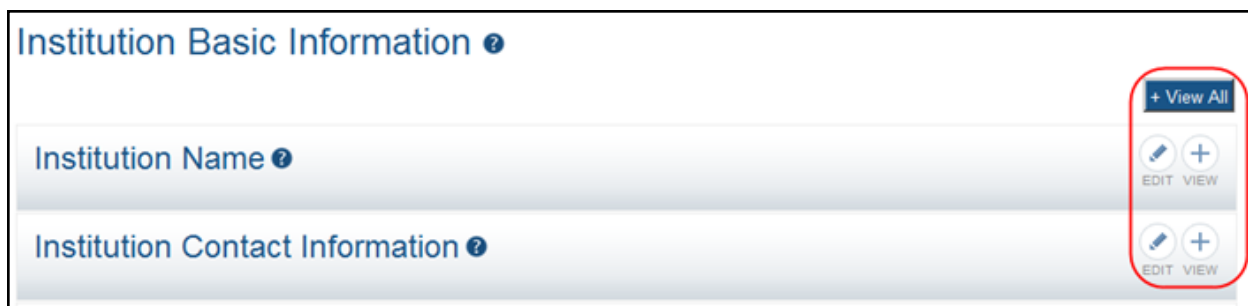 Institution Basic Information ?
+ View All
Institution Name ?
EDIT VIEW
Institution Contact Information ?
EDIT VIEW